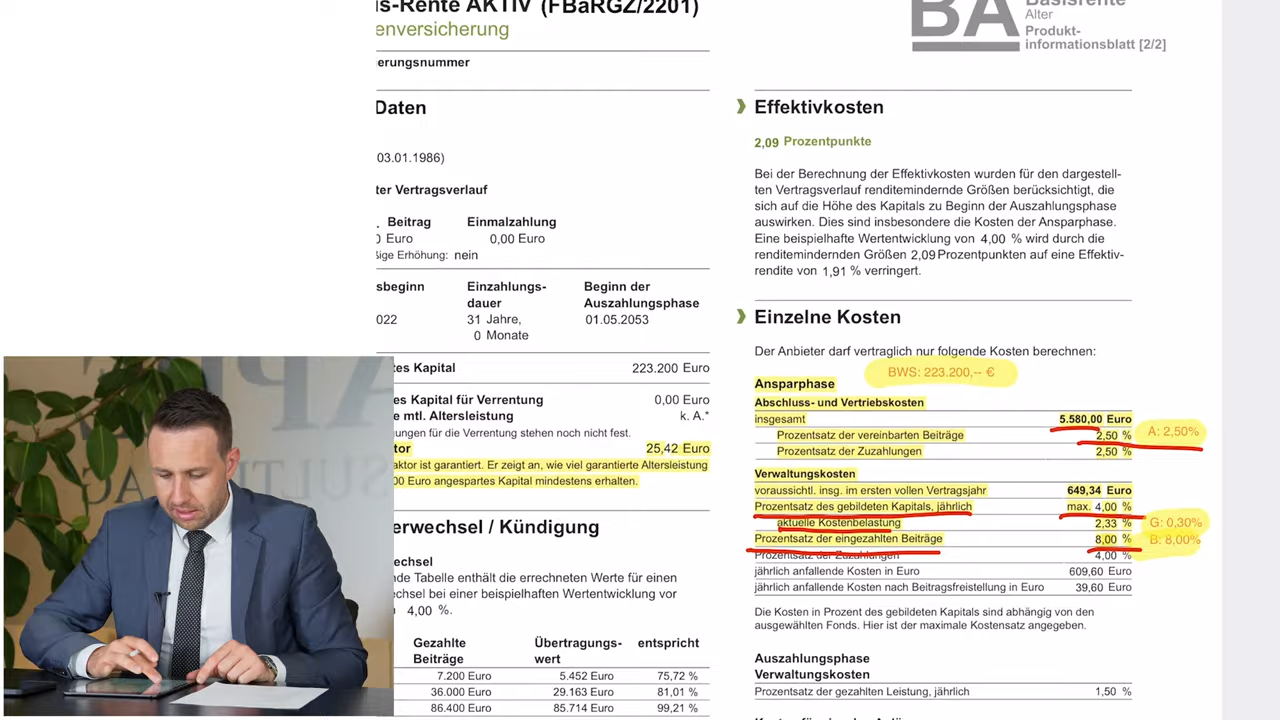 is-Rente AKTIV (FBaRGZ/2201)
enversicherung
erungsnummer
Daten
03.01.1986)
ter Vertragsverlauf
. Beitrag Einmalzahlung
0 Euro 0,00 Euro
ßige Erhöhung: nein
sbeginn Einzahlungs- Beginn der
dauer Auszahlungsphase
022 31 Jahre, 01.05.2053
0 Monate
tes Kapital 223.200 Euro
es Kapital für Verrentung 0,00 Euro
e mtl. Altersleistung k. A.*
ungen für die Verrentung stehen noch nicht fest.
tor 25,42 Euro
aktor ist garantiert. Er zeigt an, wie viel garantierte Altersleistung
00 Euro angespartes Kapital mindestens erhalten.
erwechsel / Kündigung
echsel
nde Tabelle enthält die errechneten Werte für einen
echsel bei einer beispielhaften Wertentwicklung vor
4,00 %.
Gezahlte Übertragungs- entspricht
Beiträge wert
7.200 Euro 5.452 Euro 75,72 %
36.000 Euro 29.163 Euro 81,01 %
86.400 Euro 85.714 Euro 99,21 %
BA
Basisrente
Alter
Produkt-
informationsblatt [2/2]
Effektivkosten
2,09 Prozentpunkte
Bei der Berechnung der Effektivkosten wurden für den dargestell-
ten Vertragsverlauf renditemindernde Größen berücksichtigt, die
sich auf die Höhe des Kapitals zu Beginn der Auszahlungsphase
auswirken. Dies sind insbesondere die Kosten der Ansparphase.
Eine beispielhafte Wertentwicklung von 4,00 % wird durch die
renditemindernden Größen 2,09 Prozentpunkten auf eine Effektiv-
rendite von 1,91 % verringert.
Einzelne Kosten
Der Anbieter darf vertraglich nur folgende Kosten berechnen:
BWS: 223.200,-- €
Ansparphase
Abschluss- und Vertriebskosten
insgesamt 5.580,00 Euro
Prozentsatz der vereinbarten Beiträge 2,50 % A: 2,50%
Prozentsatz der Zuzahlungen 2,50 %
Verwaltungskosten
voraussichtl. insg. im ersten vollen Vertragsjahr 649,34 Euro
Prozentsatz des gebildeten Kapitals, jährlich max. 4,00 %
aktuelle Kostenbelastung 2,33 % G: 0,30%
Prozentsatz der eingezahlten Beiträge 8,00 % B: 8,00%
Prozentsatz der Zuzahlungen 4,00 %
jährlich anfallende Kosten in Euro 609,60 Euro
jährlich anfallende Kosten nach Beitragsfreistellung in Euro 39,60 Euro
Die Kosten in Prozent des gebildeten Kapitals sind abhängig von den
ausgewählten Fonds. Hier ist der maximale Kostensatz angegeben.
Auszahlungsphase
Verwaltungskosten
Prozentsatz der gezahlten Leistung, jährlich 1,50 %